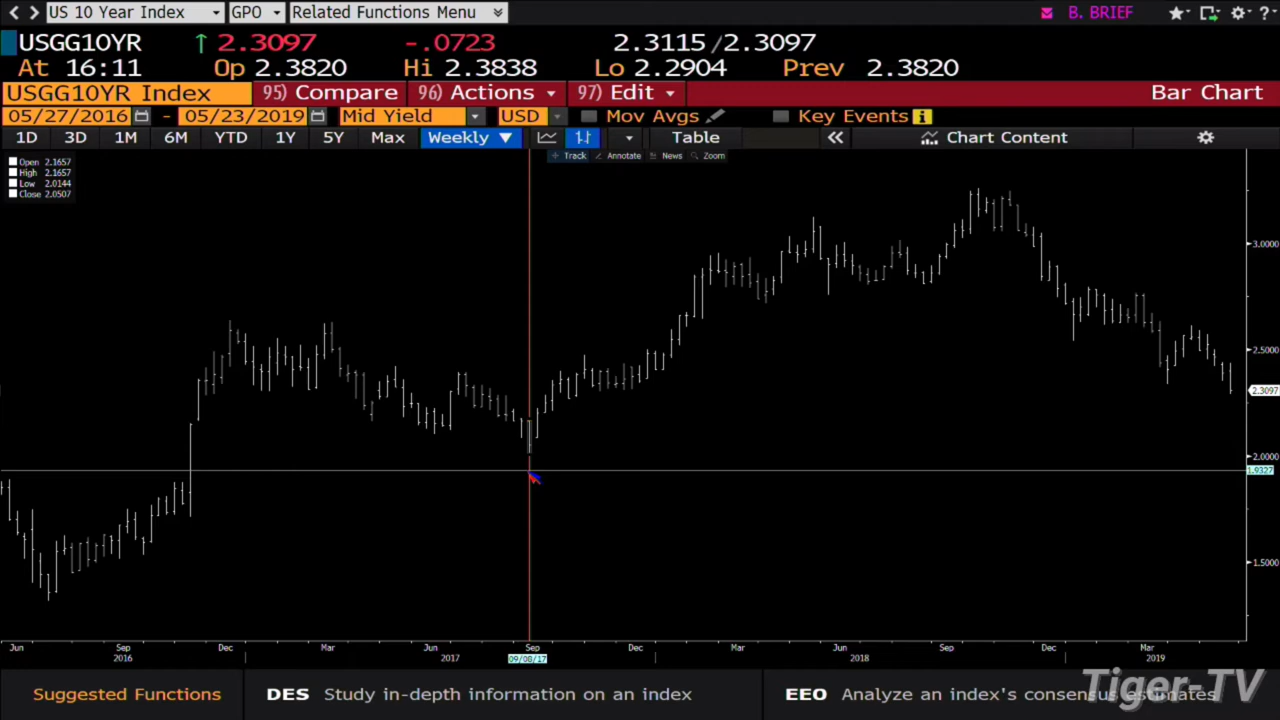 US 10 Year Index GPO Related Functions Menu B. BRIEF ?
USGG10YR ↑ 2.3097 -.0723 2.3115/2.3097
At 16:11 Op 2.3820 Hi 2.3838 Lo 2.2904 Prev 2.3820
USGG10YR Index 95) Compare 96) Actions 97) Edit Bar Chart
05/27/2016 - 05/23/2019 Mid Yield USD Mov Avgs Key Events i
1D 3D 1M 6M YTD 1Y 5Y Max Weekly ▼ Table « Chart Content
Track Annotate News Zoom
Open 2.1657
High 2.1657
Low 2.0144
Close 2.0507
3.0000
2.5000
2.3097
2.0000
1.9327
1.5000
Jun Sep Dec Mar Jun Sep Dec Mar Jun Sep Dec Mar
2016 2017 09/08/17 2018 2019
Suggested Functions DES Study in-depth information on an index EEO Analyze an index's consensus estimates
Tiger-TV